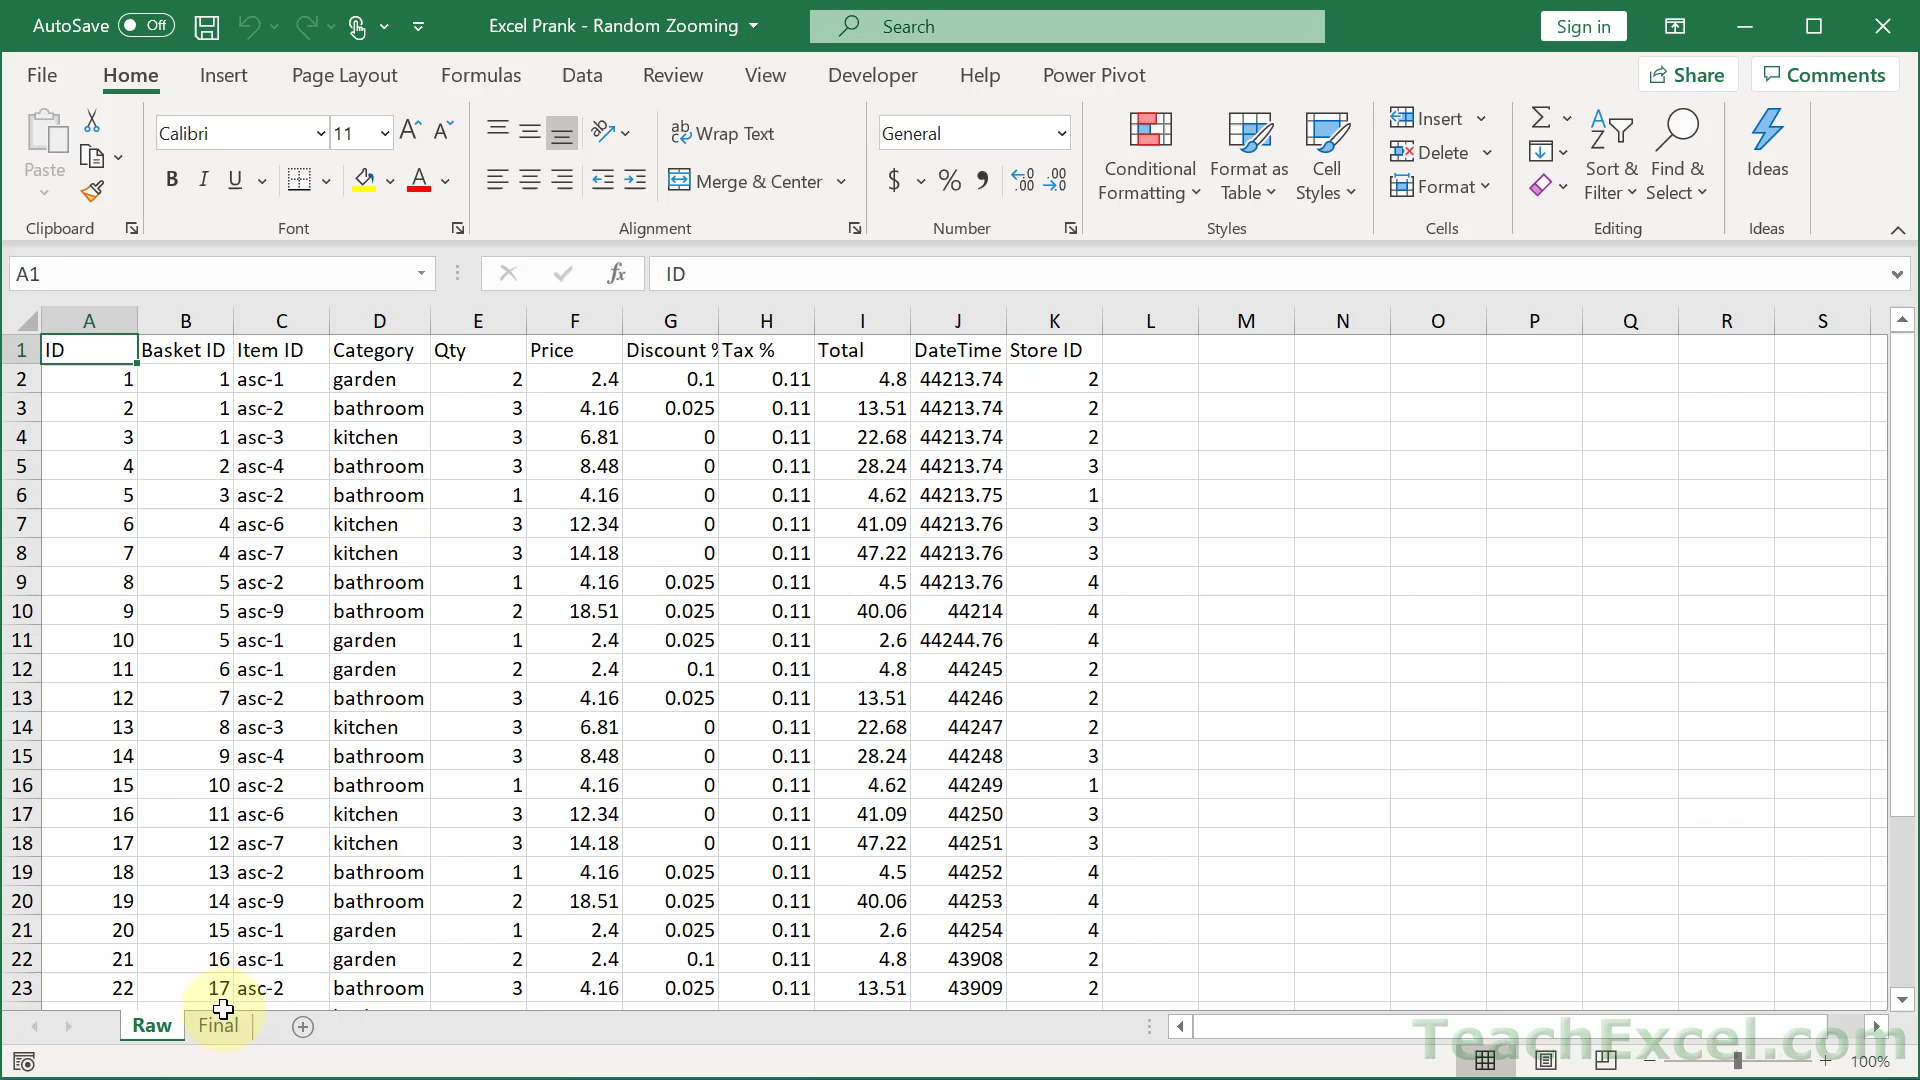 AutoSave Off Excel Prank - Random Zooming Search Sign in
File Home Insert Page Layout Formulas Data Review View Developer Help Power Pivot Share Comments
Paste Calibri 11 Wrap Text General Conditional Formatting Format as Table Cell Styles Insert Sort & Filter Find & Select Ideas
B I U Merge & Center $ % Delete
Format
Clipboard Font Alignment Number Styles Cells Editing Ideas
A1 fx ID
A B C D E F G H I J K L M N O P Q R S
1 ID Basket ID Item ID Category Qty Price Discount % Tax % Total DateTime Store ID
2 1 1 asc-1 garden 2 2.4 0.1 0.11 4.8 44213.74 2
3 2 1 asc-2 bathroom 3 4.16 0.025 0.11 13.51 44213.74 2
4 3 1 asc-3 kitchen 3 6.81 0 0.11 22.68 44213.74 2
5 4 2 asc-4 bathroom 3 8.48 0 0.11 28.24 44213.74 3
6 5 3 asc-2 bathroom 1 4.16 0 0.11 4.62 44213.75 1
7 6 4 asc-6 kitchen 3 12.34 0 0.11 41.09 44213.76 3
8 7 4 asc-7 kitchen 3 14.18 0 0.11 47.22 44213.76 3
9 8 5 asc-2 bathroom 1 4.16 0.025 0.11 4.5 44213.76 4
10 9 5 asc-9 bathroom 2 18.51 0.025 0.11 40.06 44214 4
11 10 5 asc-1 garden 1 2.4 0.025 0.11 2.6 44244.76 4
12 11 6 asc-1 garden 2 2.4 0.1 0.11 4.8 44245 2
13 12 7 asc-2 bathroom 3 4.16 0.025 0.11 13.51 44246 2
14 13 8 asc-3 kitchen 3 6.81 0 0.11 22.68 44247 2
15 14 9 asc-4 bathroom 3 8.48 0 0.11 28.24 44248 3
16 15 10 asc-2 bathroom 1 4.16 0 0.11 4.62 44249 1
17 16 11 asc-6 kitchen 3 12.34 0 0.11 41.09 44250 3
18 17 12 asc-7 kitchen 3 14.18 0 0.11 47.22 44251 3
19 18 13 asc-2 bathroom 1 4.16 0.025 0.11 4.5 44252 4
20 19 14 asc-9 bathroom 2 18.51 0.025 0.11 40.06 44253 4
21 20 15 asc-1 garden 1 2.4 0.025 0.11 2.6 44254 4
22 21 16 asc-1 garden 2 2.4 0.1 0.11 4.8 43908 2
23 22 17 asc-2 bathroom 3 4.16 0.025 0.11 13.51 43909 2
Raw Final
TeachExcel.com
100%